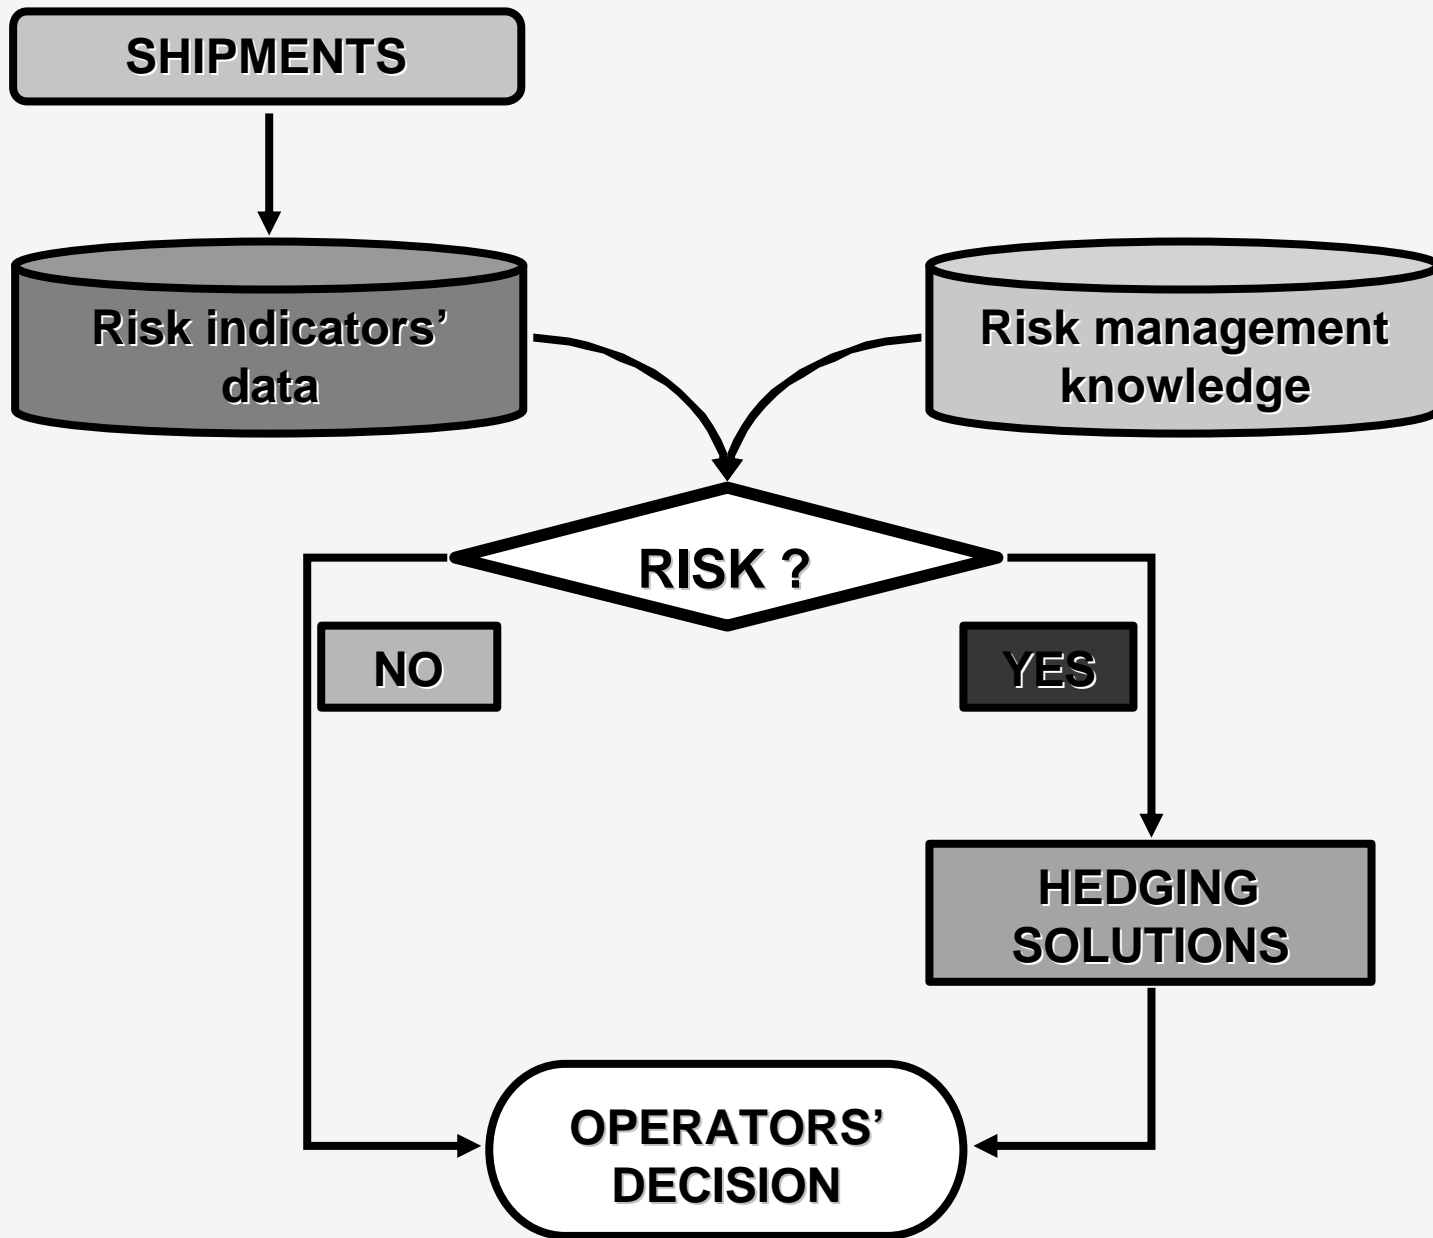 SHIPMENTS
Risk indicators’
data
Risk management
knowledge
RISK ?
NO
YES
HEDGING
SOLUTIONS
OPERATORS’
DECISION